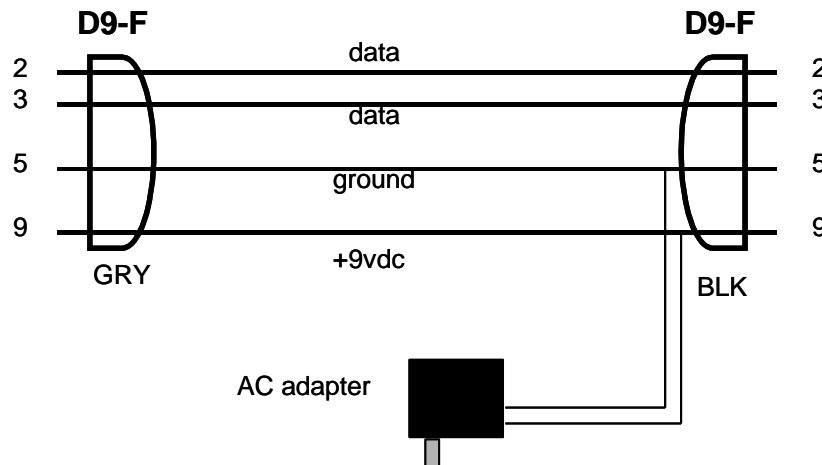 D9-F D9-F
2 data 2
3 data 3
5 ground 5
9 +9vdc 9
GRY BLK
AC adapter